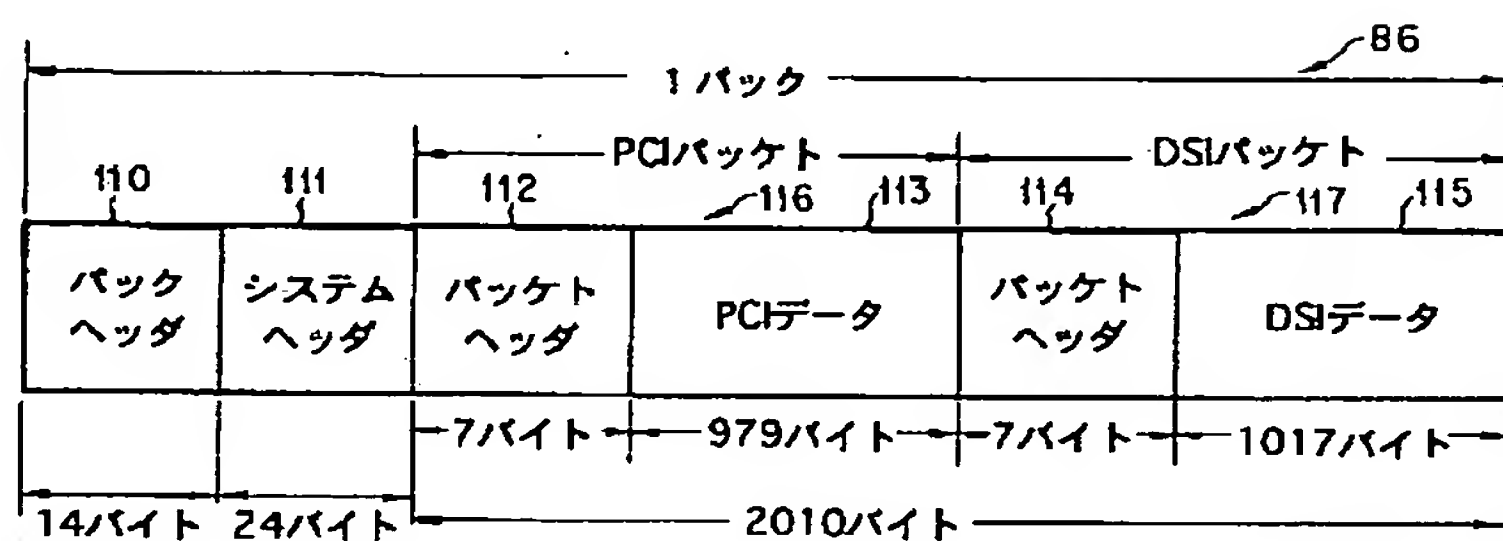 86
1パック
PCIパケット
DSIパケット
110
111
112
116
113
114
117
115
パック
ヘッダ
システム
ヘッダ
パケット
ヘッダ
PCIデータ
パケット
ヘッダ
DSIデータ
7バイト
979バイト
7バイト
1017バイト
14バイト
24バイト
2010バイト